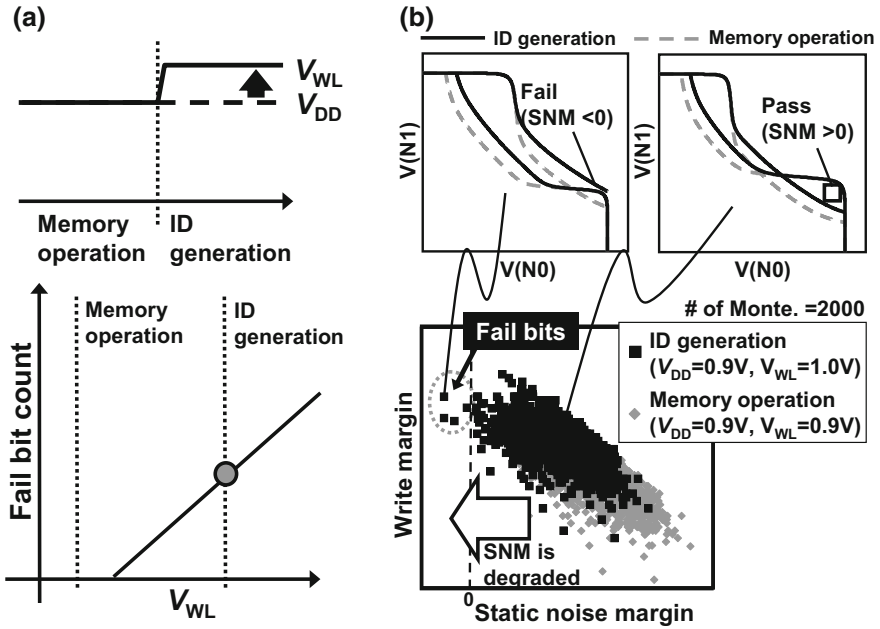 (a)
V_WL
V_DD
Memory
operation
ID
generation
Fail bit count
Memory
operation
ID
generation
V_WL
(b)
ID generation
Memory operation
V(N1)
Fail
(SNM <0)
V(N0)
V(N1)
Pass
(SNM >0)
V(N0)
# of Monte. =2000
Fail bits
ID generation
(V_DD=0.9V, V_WL=1.0V)
Memory operation
(V_DD=0.9V, V_WL=0.9V)
Write margin
SNM is
degraded
0
Static noise margin